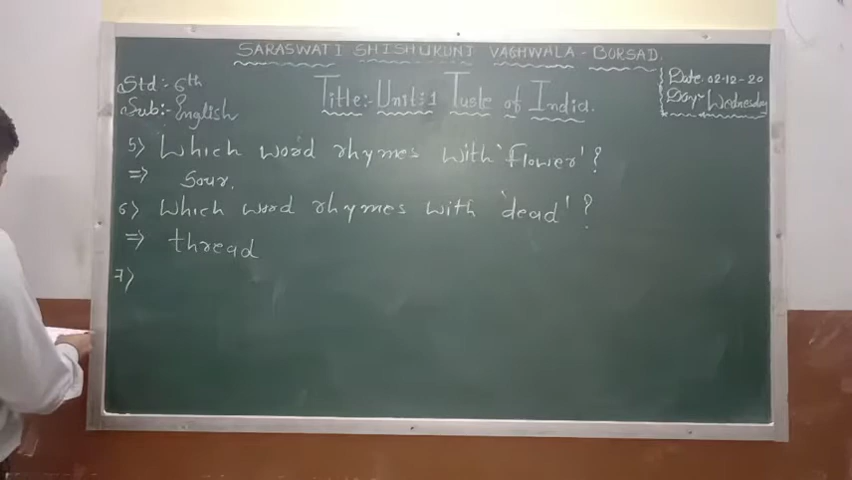 SARASWATI SHISHUKUNJ VAGHWALA - BORSAD.
Std :- 6th
Sub :- English
Title :- Unit : 1 Taste of India.
Date. 02-12-20
Day- Wednesday
5) Which word rhymes with 'flower' ?
=> Sour.
6) Which word rhymes with 'dead' ?
=> thread
7)